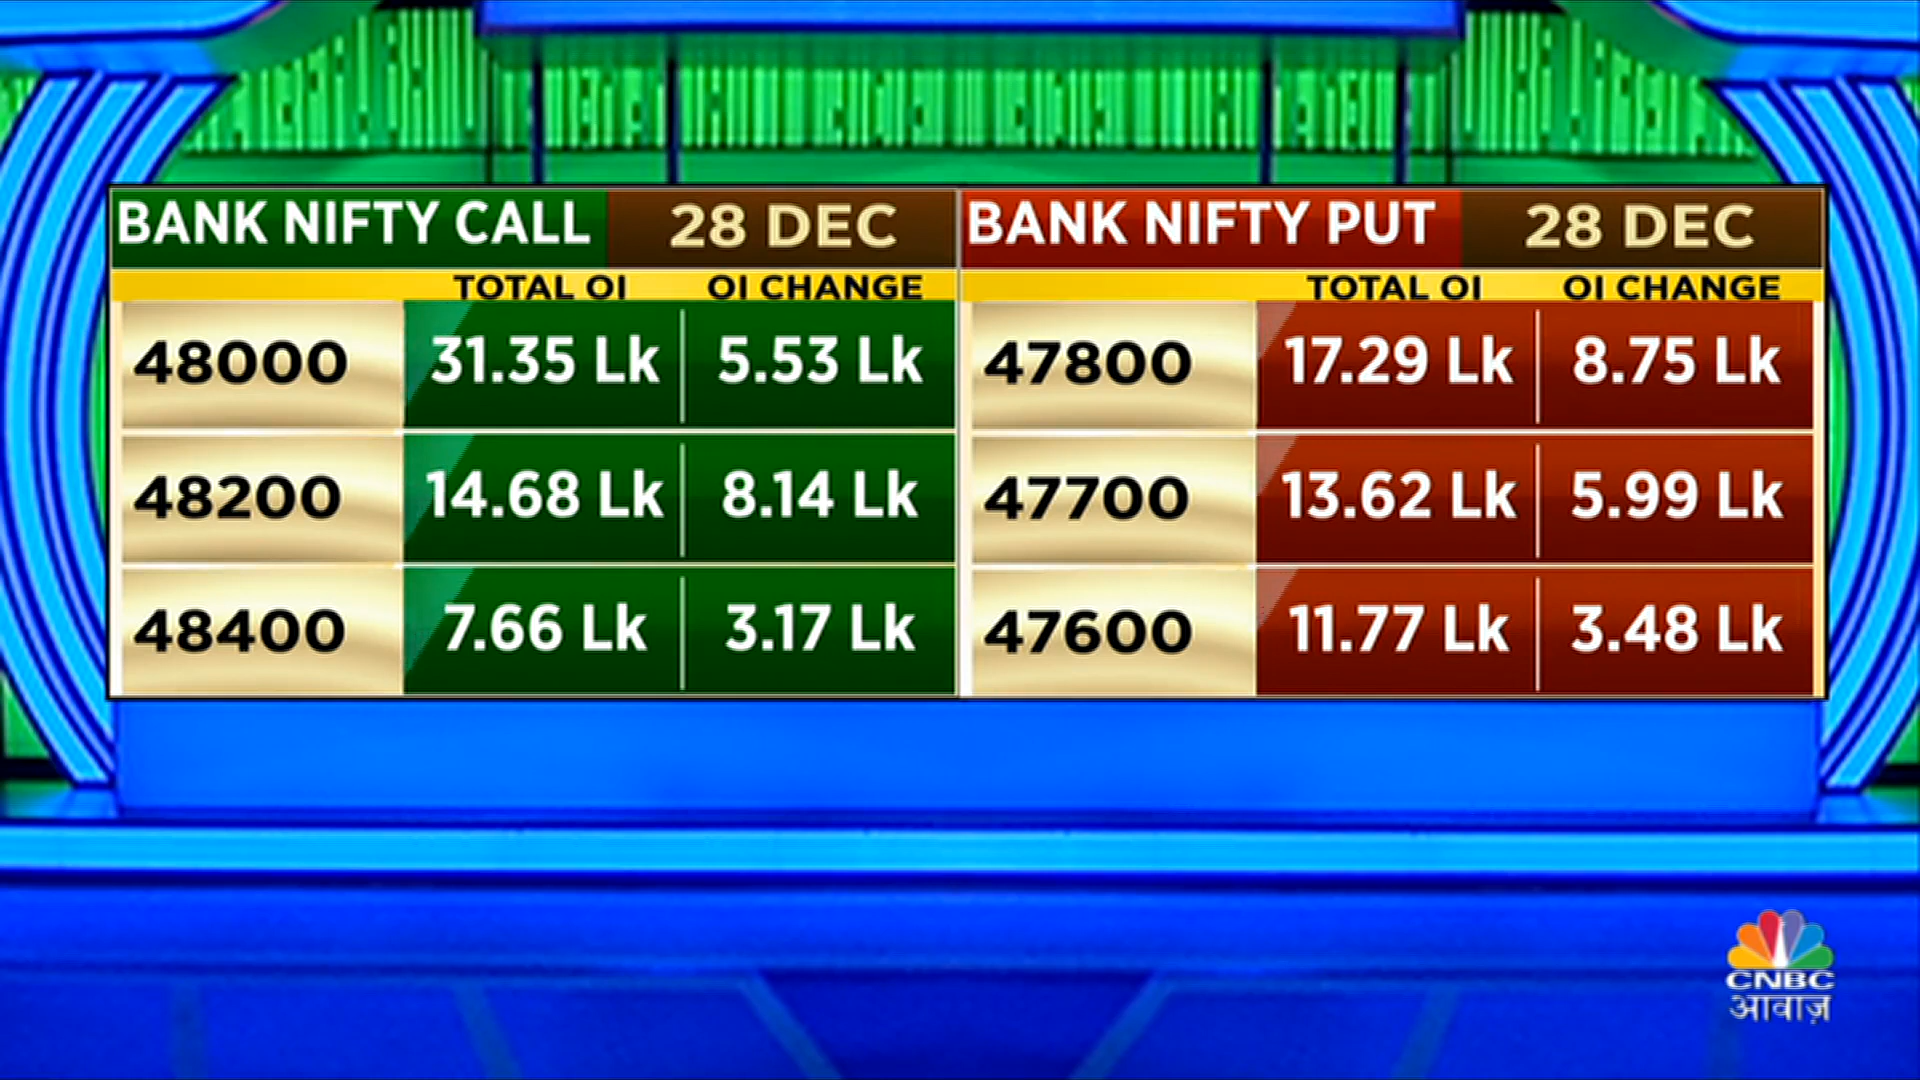 BANK NIFTY CALL 28 DEC BANK NIFTY PUT 28 DEC
TOTAL OI OI CHANGE TOTAL OI OI CHANGE
48000 31.35 Lk 5.53 Lk 47800 17.29 Lk 8.75 Lk
48200 14.68 Lk 8.14 Lk 47700 13.62 Lk 5.99 Lk
48400 7.66 Lk 3.17 Lk 47600 11.77 Lk 3.48 Lk
CNBC
आवाज़